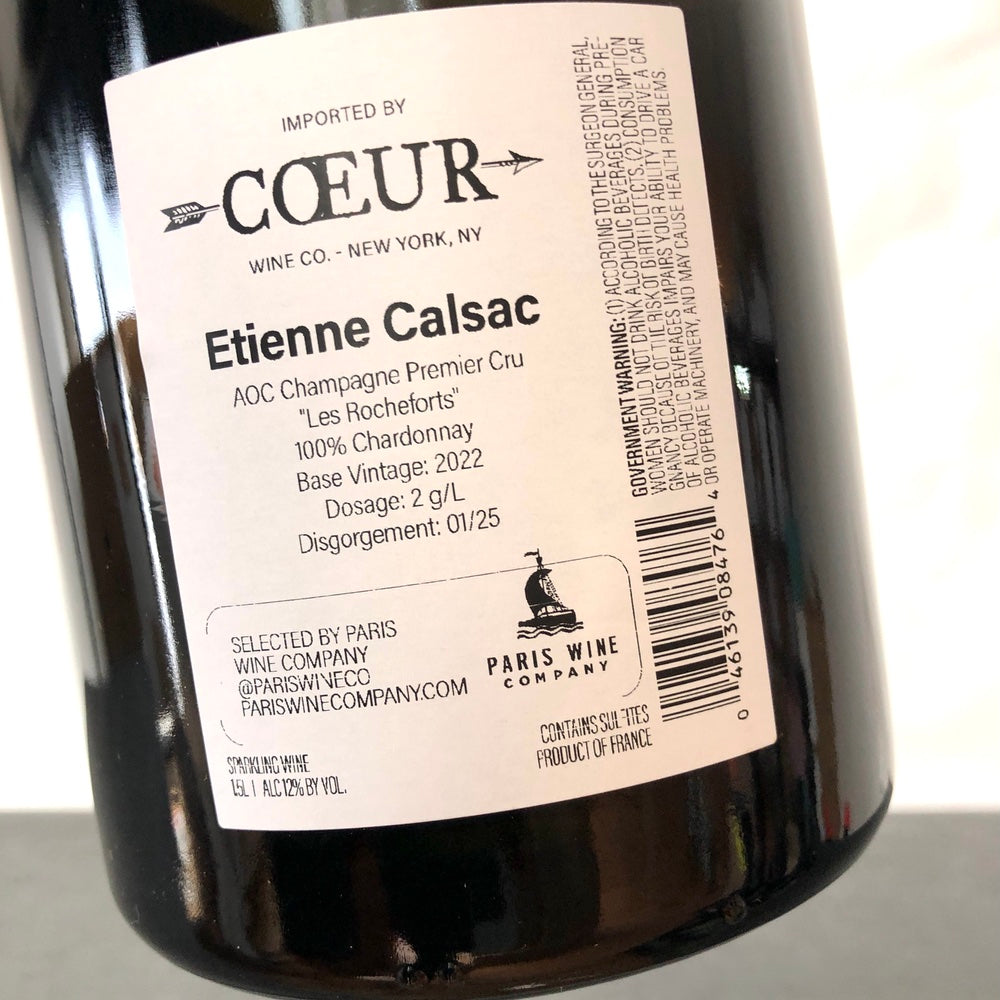 IMPORTED BY
CŒUR
WINE CO. - NEW YORK, NY
Etienne Calsac
AOC Champagne Premier Cru
"Les Rocheforts"
100% Chardonnay
Base Vintage: 2022
Dosage: 2 g/L
Disgorgement: 01/25
SELECTED BY PARIS
WINE COMPANY
@PARISWINECO
PARISWINECOMPANY.COM
PARIS WINE
COMPANY
SPARKLING WINE
1.5L | ALC 12% BY VOL.
CONTAINS SULFITES
PRODUCT OF FRANCE
GOVERNMENT WARNING: (1) ACCORDING TO THE SURGEON GENERAL,
WOMEN SHOULD NOT DRINK ALCOHOLIC BEVERAGES DURING PRE-
GNANCY BECAUSE OF THE RISK OF BIRTH DEFECTS. (2) CONSUMPTION
OF ALCOHOLIC BEVERAGES IMPAIRS YOUR ABILITY TO DRIVE A CAR
OR OPERATE MACHINERY, AND MAY CAUSE HEALTH PROBLEMS.
0 46139 08476 4